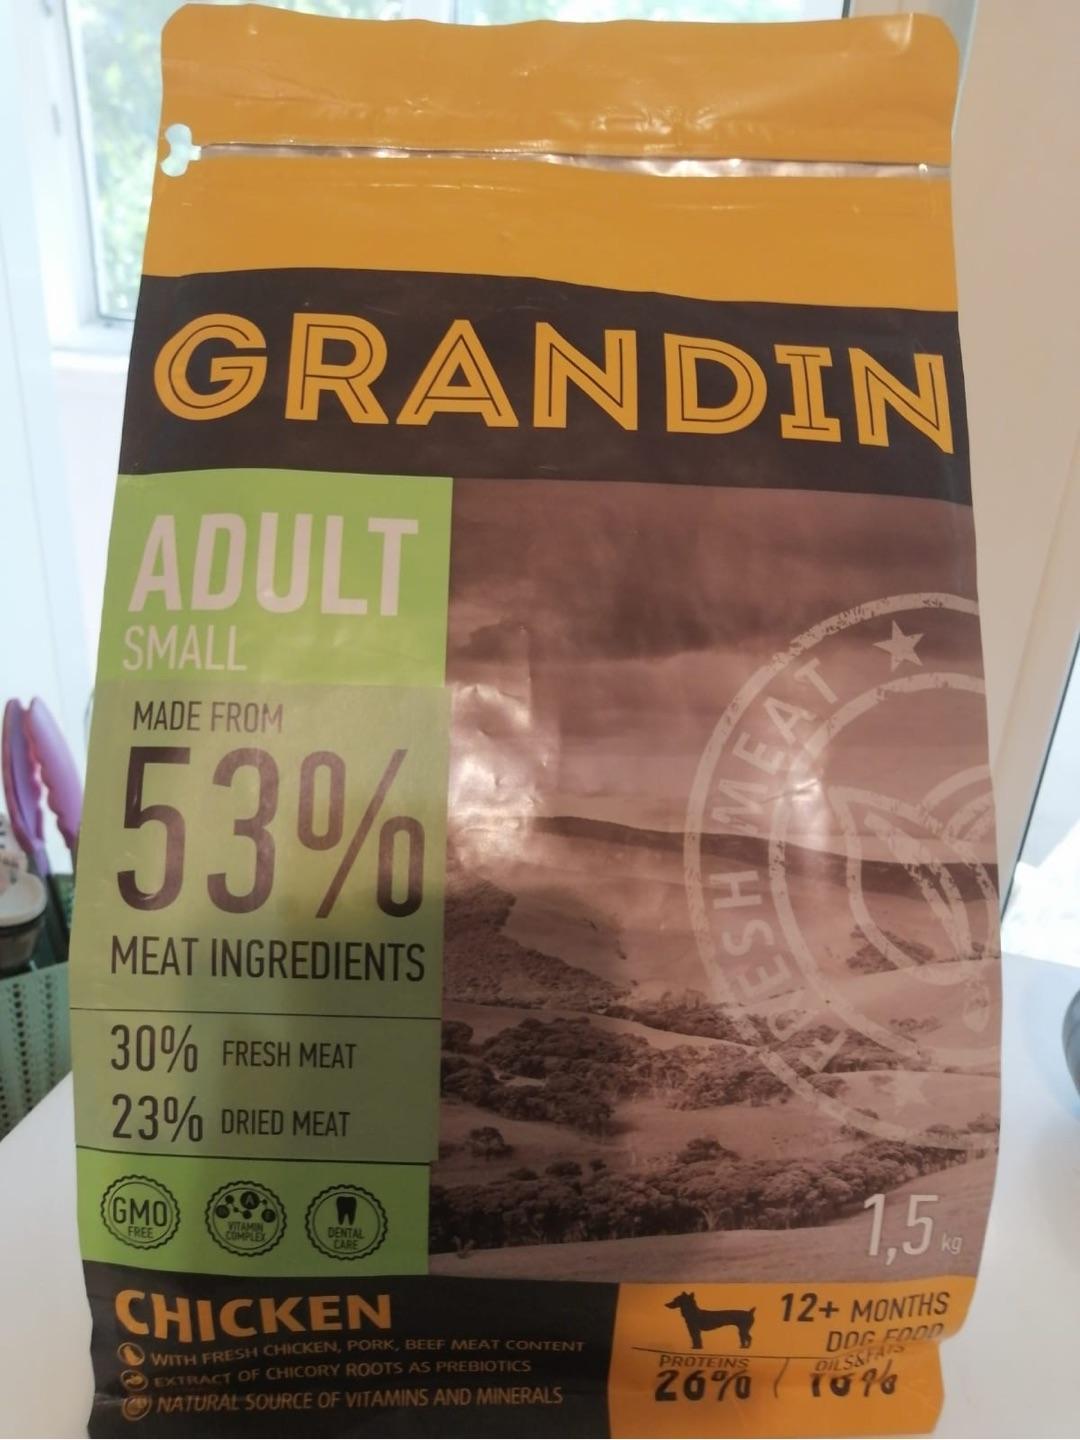 GRANDIN
ADULT
SMALL
MADE FROM
53%
MEAT INGREDIENTS
30% FRESH MEAT
23% DRIED MEAT
GMO
FREE
VITAMIN
COMPLEX
DENTAL
CARE
FRESH MEAT
1,5 kg
CHICKEN
WITH FRESH CHICKEN, PORK, BEEF MEAT CONTENT
EXTRACT OF CHICORY ROOTS AS PREBIOTICS
NATURAL SOURCE OF VITAMINS AND MINERALS
12+ MONTHS
DOG FOOD
PROTEINS
26%
OILS&FATS